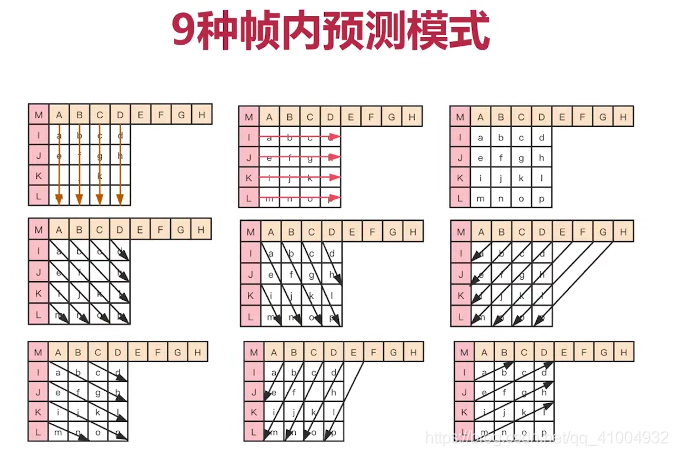 9种帧内预测模式
M A B C D E F G H M A B C D E F G H M A B C D E F G H
I a b c d I a b c d I a b c d
J e f g h J e f g J e f g h
K k K i j k K i j k l
L L m n o p L m n o p
M A B C D E F G H M A B C D E F G H M A B C D E F G H
I a b c d I a b c d I a b c d
J e f J e f g h J e f g h
K i j k l K i j k l K i j k l
L m n o p L m n o p L m n o p
M A B C D E F G H M A B C D E F G H M A B C D E F G H
I a b c d I a b c d I a b c d
J e f g h J e f h J e f g h
K i j k l K i j k l K i j k l
L m n o p L m n o p L m n o p
https://blog.csdn.net/qq_41004932